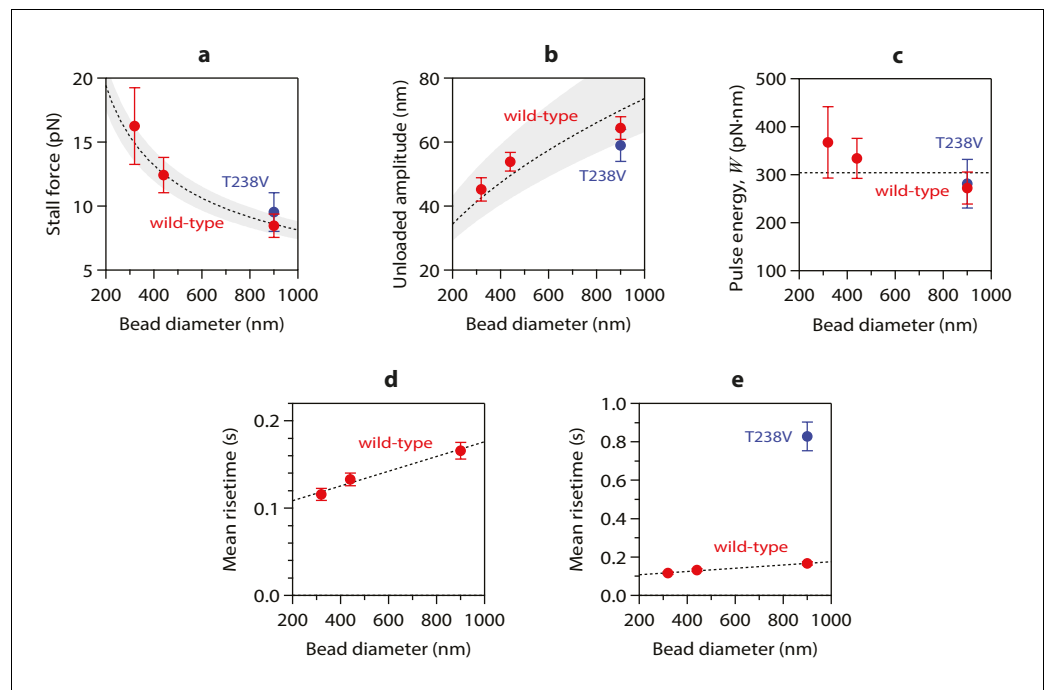 a
Stall force (pN)
20
15
10
5
T238V
wild-type
200 400 600 800 1000
Bead diameter (nm)
b
Unloaded amplitude (nm)
80
60
40
20
wild-type
T238V
200 400 600 800 1000
Bead diameter (nm)
c
Pulse energy, W (pN·nm)
500
400
300
200
100
T238V
wild-type
200 400 600 800 1000
Bead diameter (nm)
d
Mean risetime (s)
0.2
0.1
0.0
wild-type
200 400 600 800 1000
Bead diameter (nm)
e
Mean risetime (s)
1.0
0.8
0.6
0.4
0.2
0.0
T238V
wild-type
200 400 600 800 1000
Bead diameter (nm)